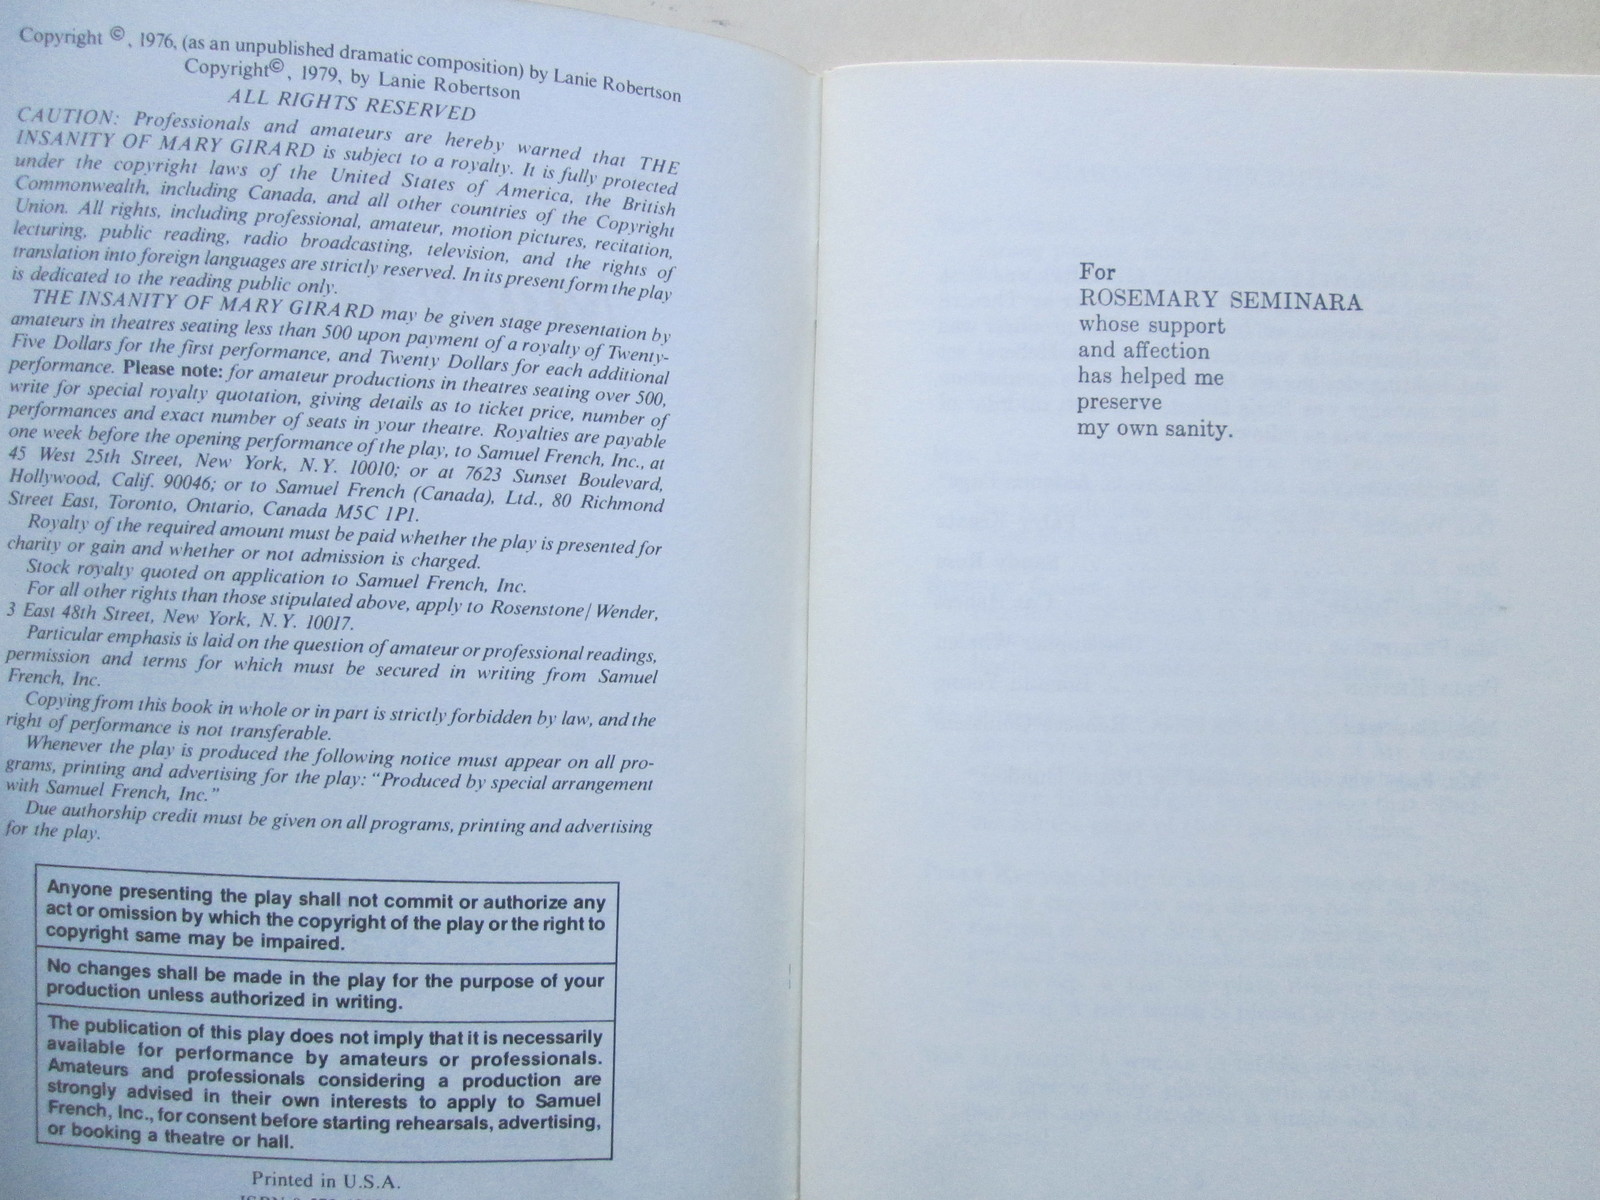 Copyright ©, 1976, (as an unpublished dramatic composition) by Lanie Robertson
Copyright©, 1979, by Lanie Robertson
ALL RIGHTS RESERVED
CAUTION: Professionals and amateurs are hereby warned that THE
INSANITY OF MARY GIRARD is subject to a royalty. It is fully protected
under the copyright laws of the United States of America, the British
Commonwealth, including Canada, and all other countries of the Copyright
Union. All rights, including professional, amateur, motion pictures, recitation,
lecturing, public reading, radio broadcasting, television, and the rights of
translation into foreign languages are strictly reserved. In its present form the play
is dedicated to the reading public only.
THE INSANITY OF MARY GIRARD may be given stage presentation by
amateurs in theatres seating less than 500 upon payment of a royalty of Twenty-
Five Dollars for the first performance, and Twenty Dollars for each additional
performance. Please note: for amateur productions in theatres seating over 500,
write for special royalty quotation, giving details as to ticket price, number of
performances and exact number of seats in your theatre. Royalties are payable
one week before the opening performance of the play, to Samuel French, Inc., at
45 West 25th Street, New York, N.Y. 10010; or at 7623 Sunset Boulevard,
Hollywood, Calif. 90046; or to Samuel French (Canada), Ltd., 80 Richmond
Street East, Toronto, Ontario, Canada M5C 1P1.
Royalty of the required amount must be paid whether the play is presented for
charity or gain and whether or not admission is charged.
Stock royalty quoted on application to Samuel French, Inc.
For all other rights than those stipulated above, apply to Rosenstone/Wender,
3 East 48th Street, New York, N.Y. 10017.
Particular emphasis is laid on the question of amateur or professional readings,
permission and terms for which must be secured in writing from Samuel
French, Inc.
Copying from this book in whole or in part is strictly forbidden by law, and the
right of performance is not transferable.
Whenever the play is produced the following notice must appear on all pro-
grams, printing and advertising for the play: "Produced by special arrangement
with Samuel French, Inc."
Due authorship credit must be given on all programs, printing and advertising
for the play.
Anyone presenting the play shall not commit or authorize any
act or omission by which the copyright of the play or the right to
copyright same may be impaired.
No changes shall be made in the play for the purpose of your
production unless authorized in writing.
The publication of this play does not imply that it is necessarily
available for performance by amateurs or professionals.
Amateurs and professionals considering a production are
strongly advised in their own interests to apply to Samuel
French, Inc., for consent before starting rehearsals, advertising,
or booking a theatre or hall.
Printed in U.S.A.
For
ROSEMARY SEMINARA
whose support
and affection
has helped me
preserve
my own sanity.